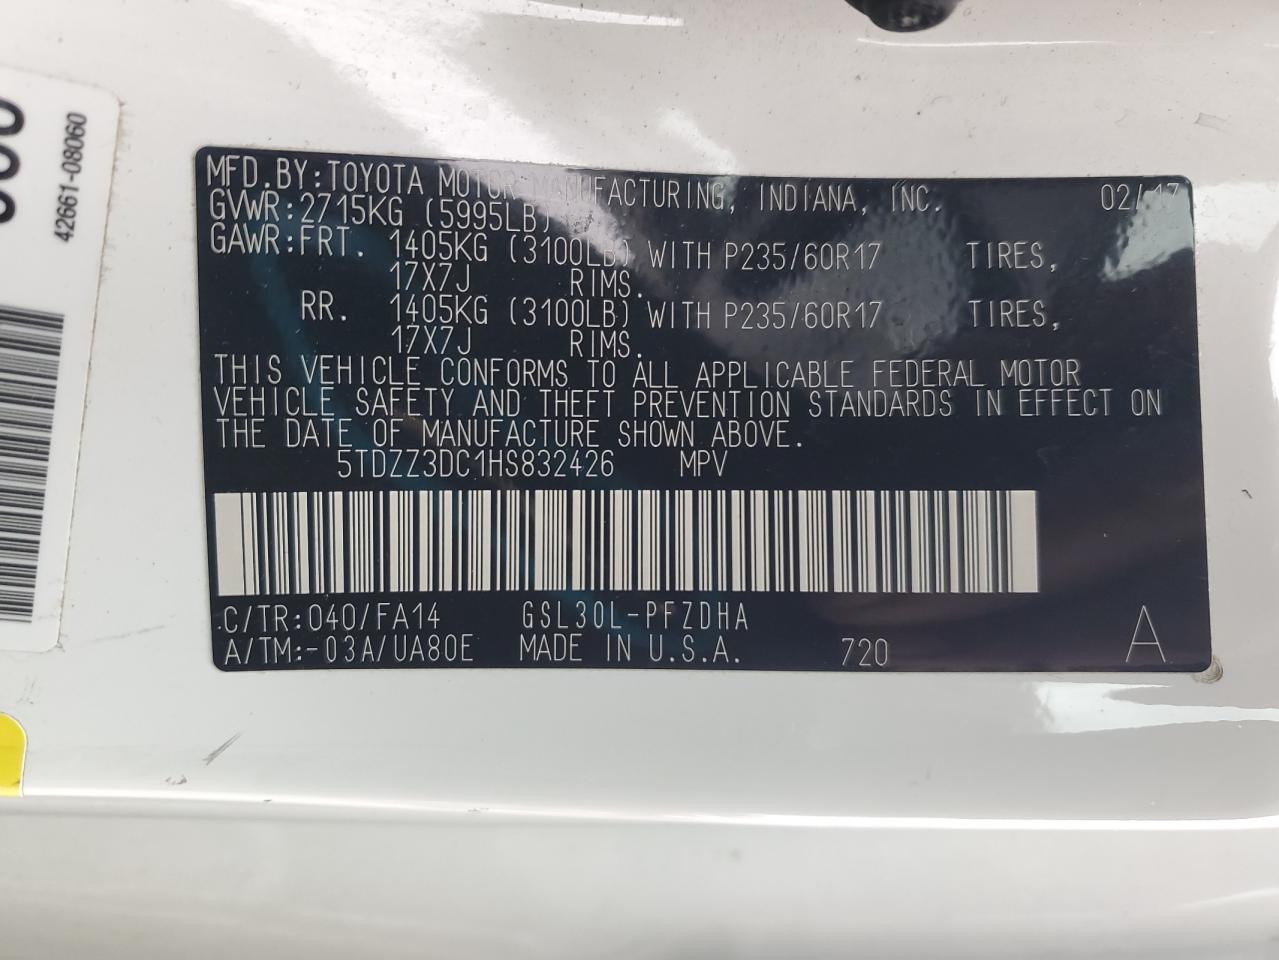 MFD.BY:TOYOTA MOTOR MANUFACTURING, INDIANA, INC. 02/17
GVWR:2715KG (5995LB)
GAWR:FRT. 1405KG (3100LB) WITH P235/60R17 TIRES,
17X7J RIMS.
RR. 1405KG (3100LB) WITH P235/60R17 TIRES,
17X7J RIMS.
THIS VEHICLE CONFORMS TO ALL APPLICABLE FEDERAL MOTOR
VEHICLE SAFETY AND THEFT PREVENTION STANDARDS IN EFFECT ON
THE DATE OF MANUFACTURE SHOWN ABOVE.
5TDZZ3DC1HS832426 MPV
C/TR:040/FA14 GSL30L-PFZDHA
A/TM:-03A/UA80E MADE IN U.S.A. 720 A
42661-08060